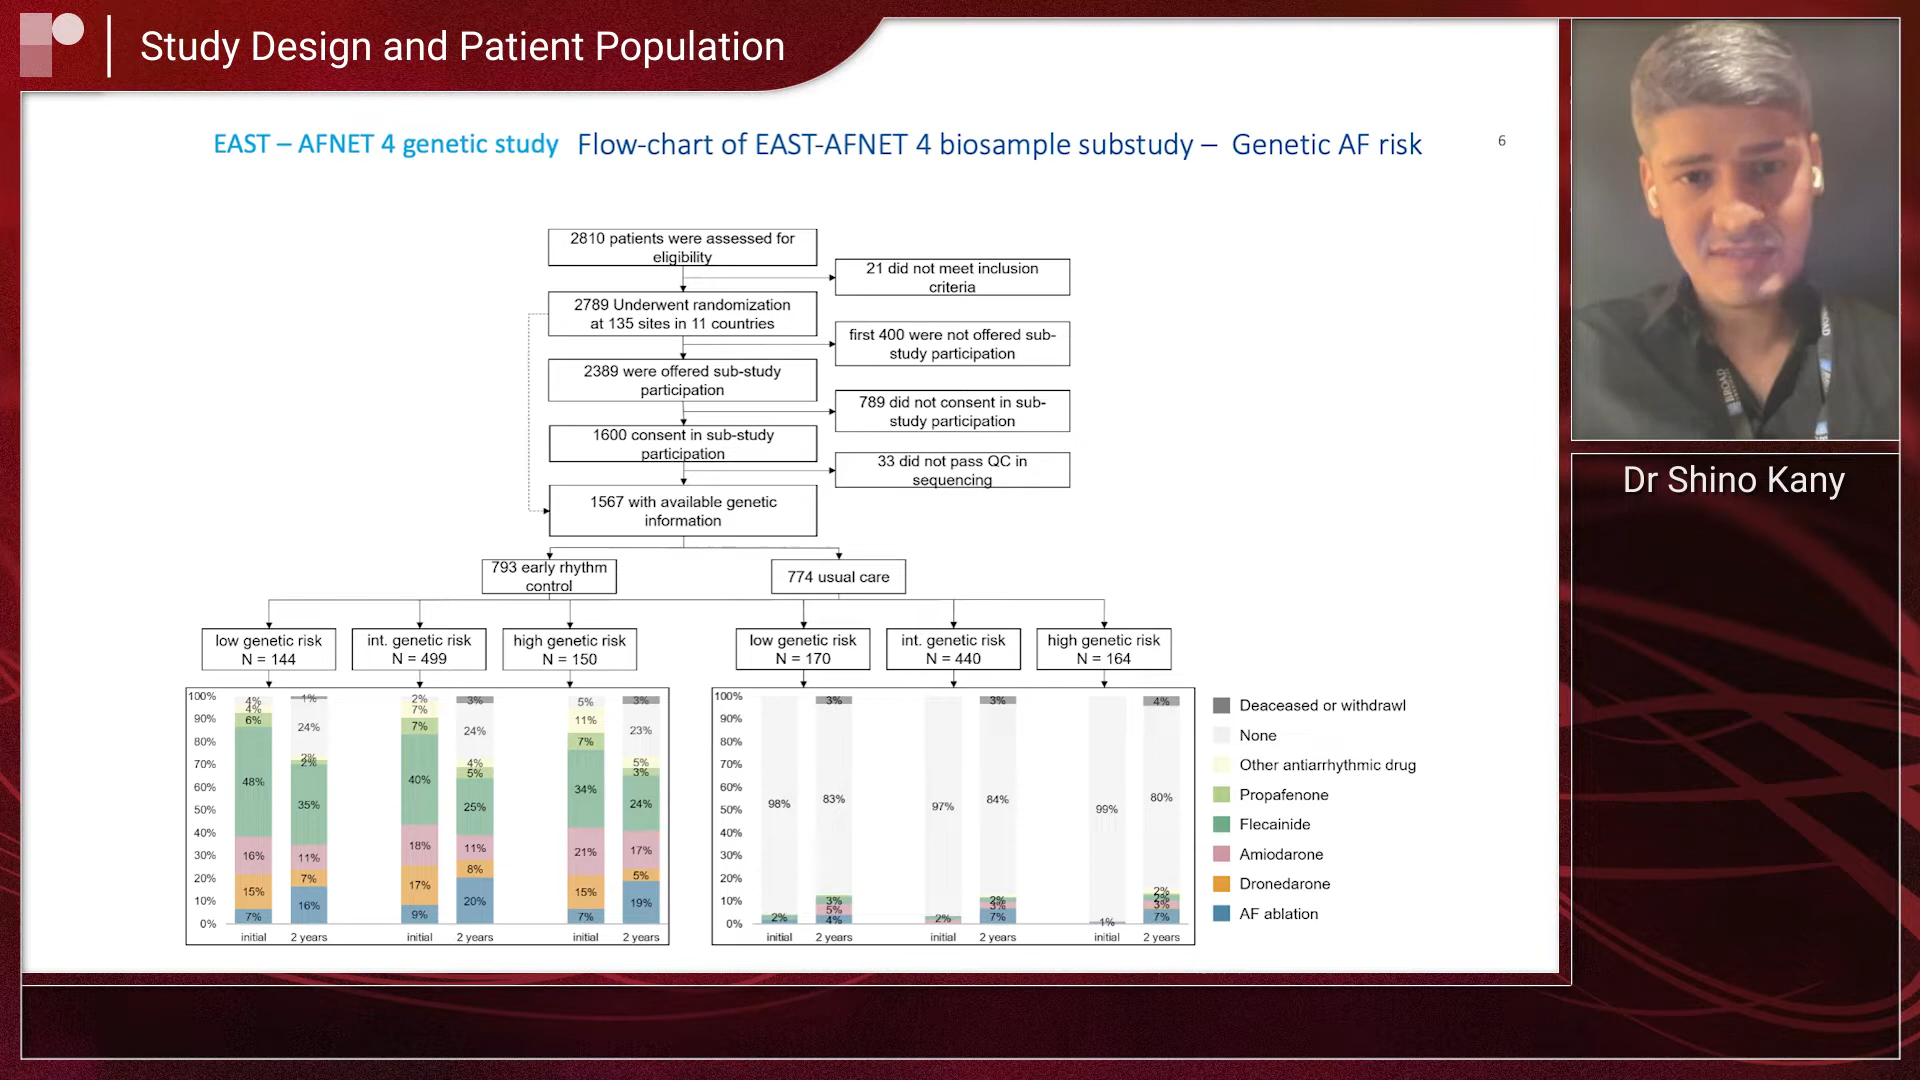 Study Design and Patient Population
EAST – AFNET 4 genetic study Flow-chart of EAST-AFNET 4 biosample substudy – Genetic AF risk
6
2810 patients were assessed for
eligibility
21 did not meet inclusion
criteria
2789 Underwent randomization
at 135 sites in 11 countries
first 400 were not offered sub-
study participation
2389 were offered sub-study
participation
789 did not consent in sub-
study participation
1600 consent in sub-study
participation
33 did not pass QC in
sequencing
1567 with available genetic
information
793 early rhythm
control
774 usual care
low genetic risk
N = 144
int. genetic risk
N = 499
high genetic risk
N = 150
low genetic risk
N = 170
int. genetic risk
N = 440
high genetic risk
N = 164
100%
90%
80%
70%
60%
50%
40%
30%
20%
10%
0%
4%
4%
6%
48%
16%
15%
7%
initial
1%
24%
2%
2%
35%
11%
7%
16%
2 years
2%
7%
7%
40%
18%
17%
9%
initial
3%
24%
4%
5%
25%
11%
8%
20%
2 years
5%
11%
7%
34%
21%
15%
7%
initial
3%
23%
5%
3%
24%
17%
5%
19%
2 years
100%
90%
80%
70%
60%
50%
40%
30%
20%
10%
0%
98%
2%
initial
3%
83%
3%
5%
4%
2 years
97%
2%
initial
3%
84%
2%
3%
7%
2 years
99%
1%
initial
4%
80%
2%
2%
3%
7%
2 years
Deaceased or withdrawl
None
Other antiarrhythmic drug
Propafenone
Flecainide
Amiodarone
Dronedarone
AF ablation
Dr Shino Kany